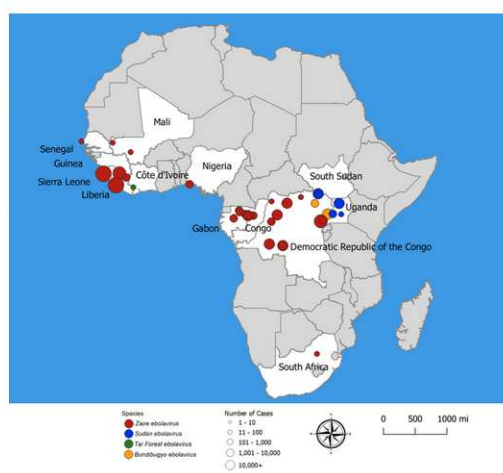 Mali
Senegal
Guinea
Nigeria
Côte d'Ivoire
South Sudan
Sierra Leone
Liberia
Uganda
Gabon
Congo
Democratic Republic of the Congo
South Africa
Species
Zaire ebolavirus
Sudan ebolavirus
Tai Forest ebolavirus
Bundibugyo ebolavirus
Number of Cases
1 - 10
11 - 100
101 - 1,000
1,001 - 10,000
10,000+
0 500 1000 mi